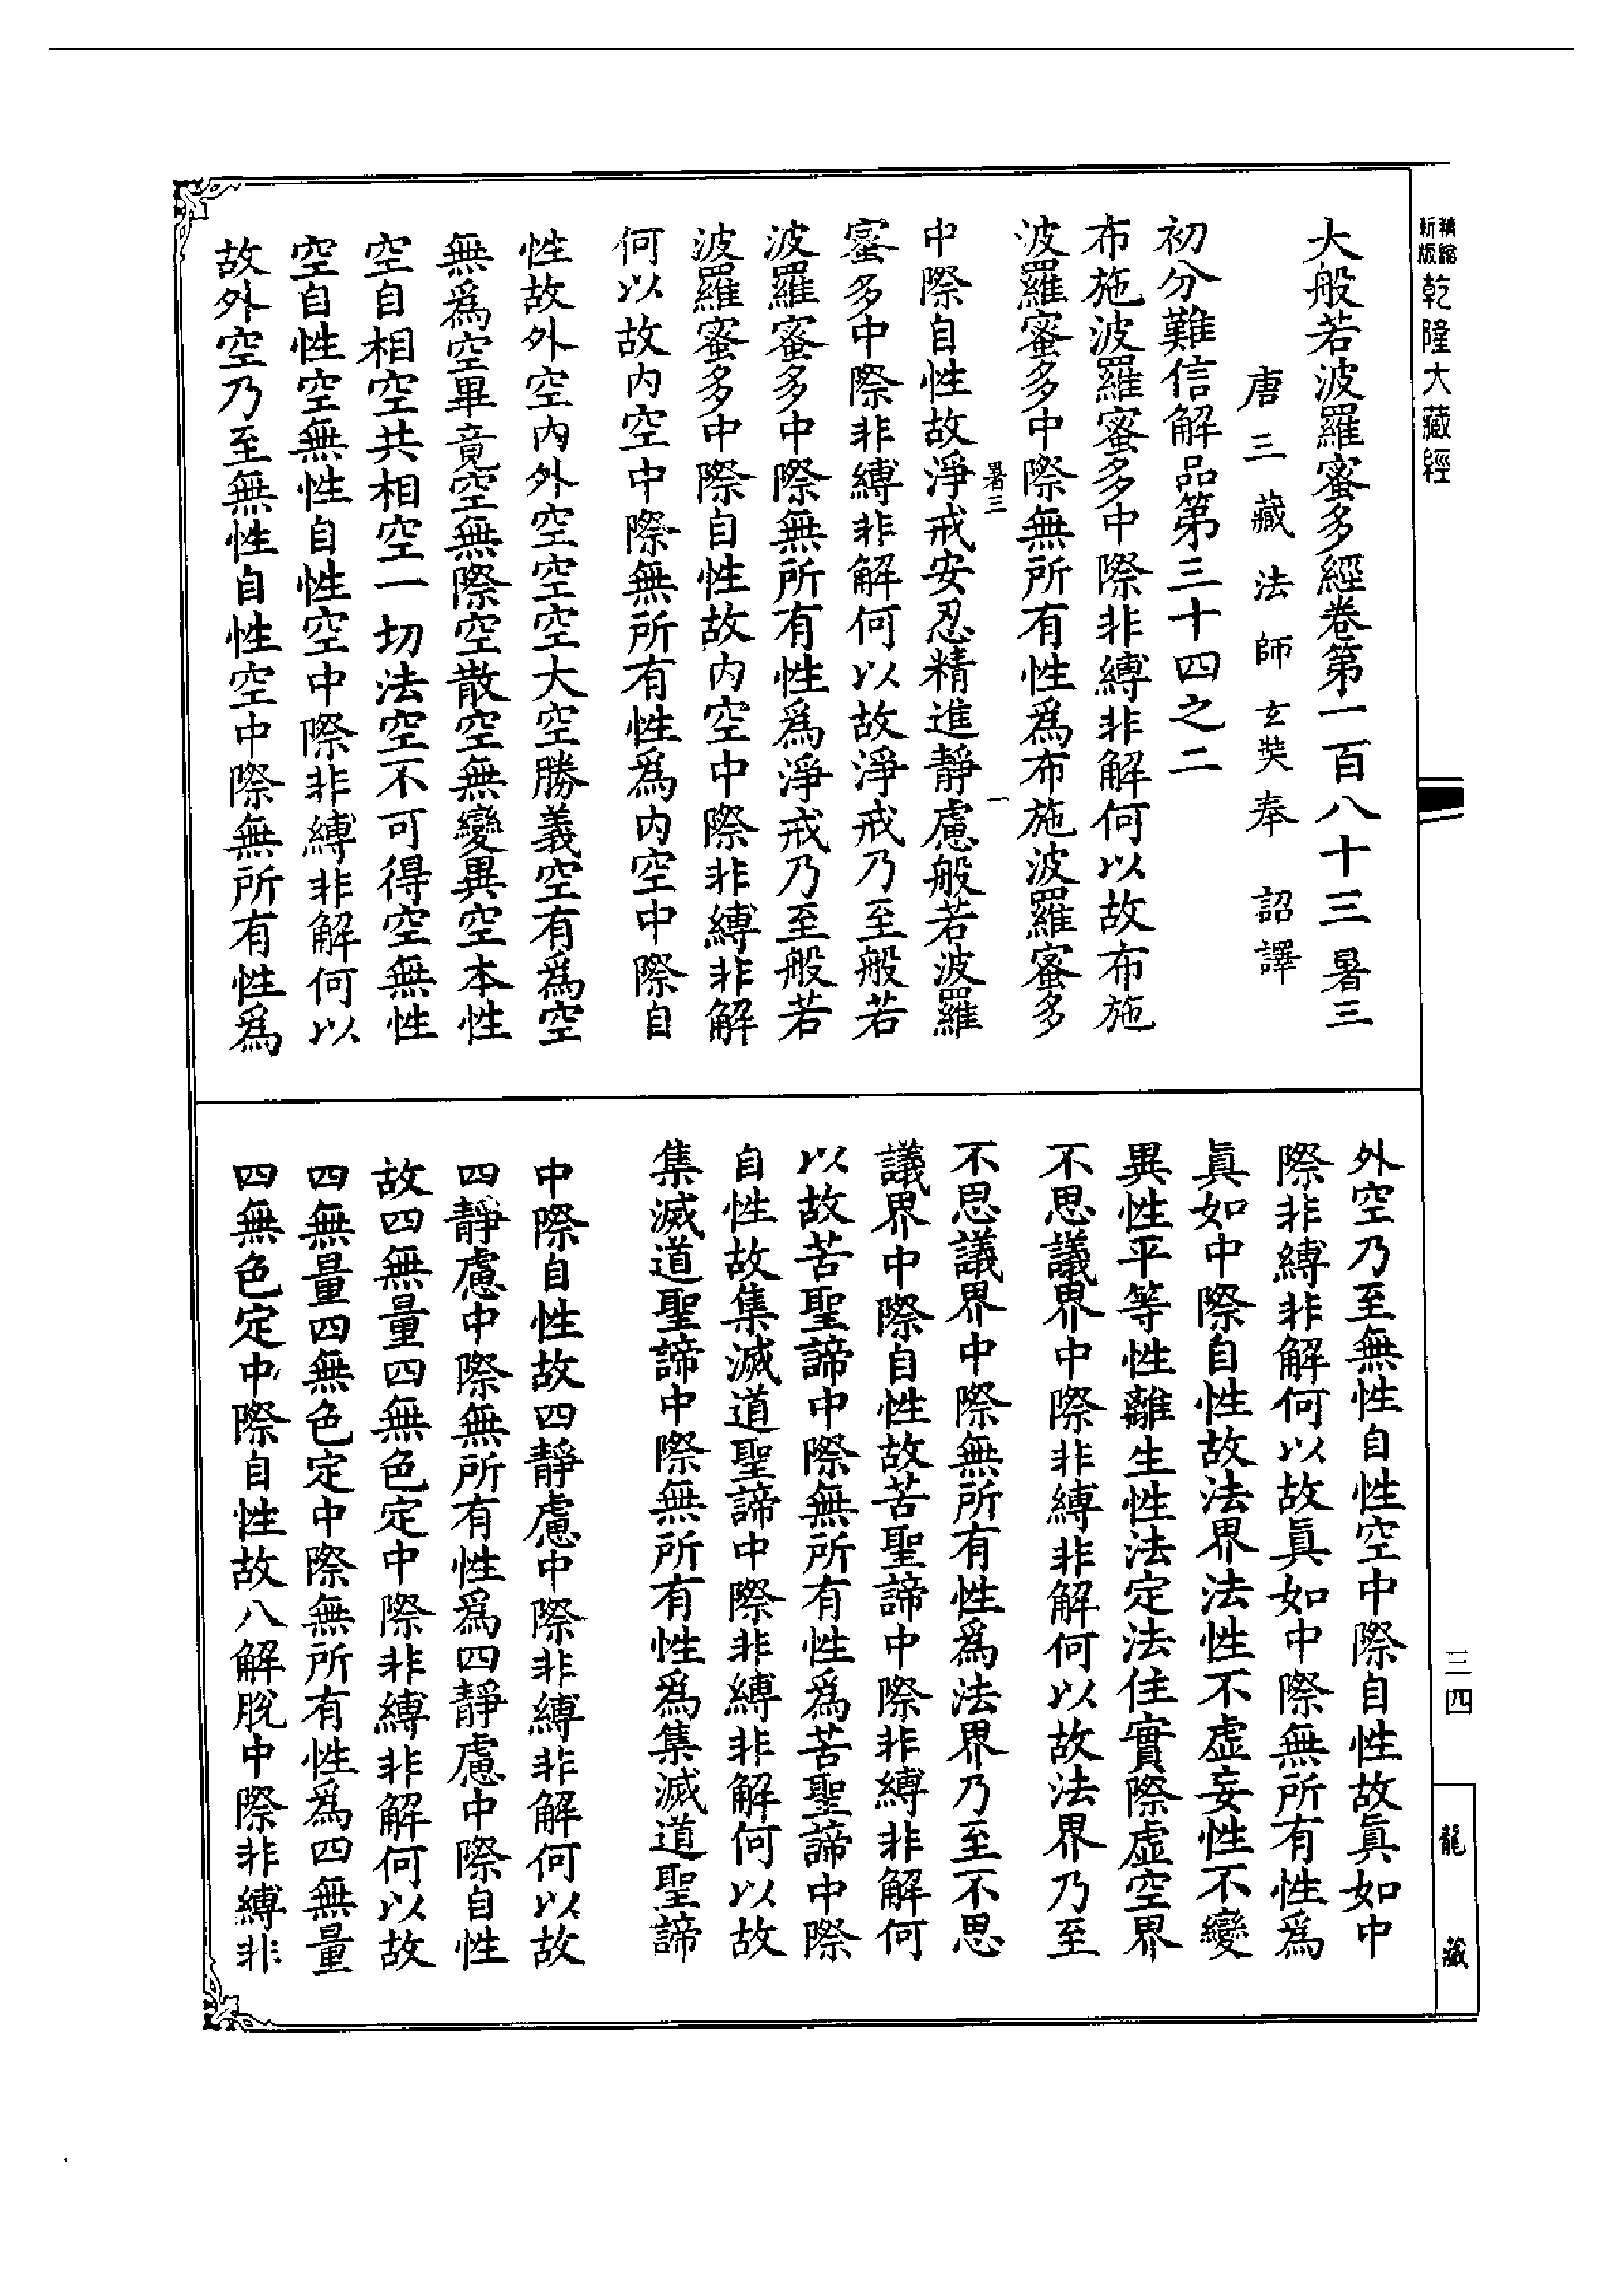 精縮
新版
乾隆大藏經
大般若波羅蜜多經卷第一百八十三 暑三
唐三藏法師玄奘奉 詔譯
初分難信解品第三十四之二
布施波羅蜜多中際非縛非解何以故布施
波羅蜜多中際無所有性爲布施波羅蜜多
暑三 一
中際自性故淨戒安忍精進靜慮般若波羅
蜜多中際非縛非解何以故淨戒乃至般若
波羅蜜多中際無所有性爲淨戒乃至般若
波羅蜜多中際自性故内空中際非縛非解
何以故内空中際無所有性爲内空中際自
性故外空内外空空空大空勝義空有爲空
無爲空畢竟空無際空散空無變異空本性
空自相空共相空一切法空不可得空無性
空自性空無性自性空中際非縛非解何以
故外空乃至無性自性空中際無所有性爲
外空乃至無性自性空中際自性故眞如中
際非縛非解何以故眞如中際無所有性爲
眞如中際自性故法界法性不虛妄性不變
異性平等性離生性法定法住實際虛空界
不思議界中際非縛非解何以故法界乃至
不思議界中際無所有性爲法界乃至不思
議界中際自性故苦聖諦中際非縛非解何
以故苦聖諦中際無所有性爲苦聖諦中際
自性故集滅道聖諦中際非縛非解何以故
集滅道聖諦中際無所有性爲集滅道聖諦
中際自性故四靜慮中際非縛非解何以故
四靜慮中際無所有性爲四靜慮中際自性
故四無量四無色定中際非縛非解何以故
四無量四無色定中際無所有性爲四無量
四無色定中際自性故八解脫中際非縛非
三四
龍藏